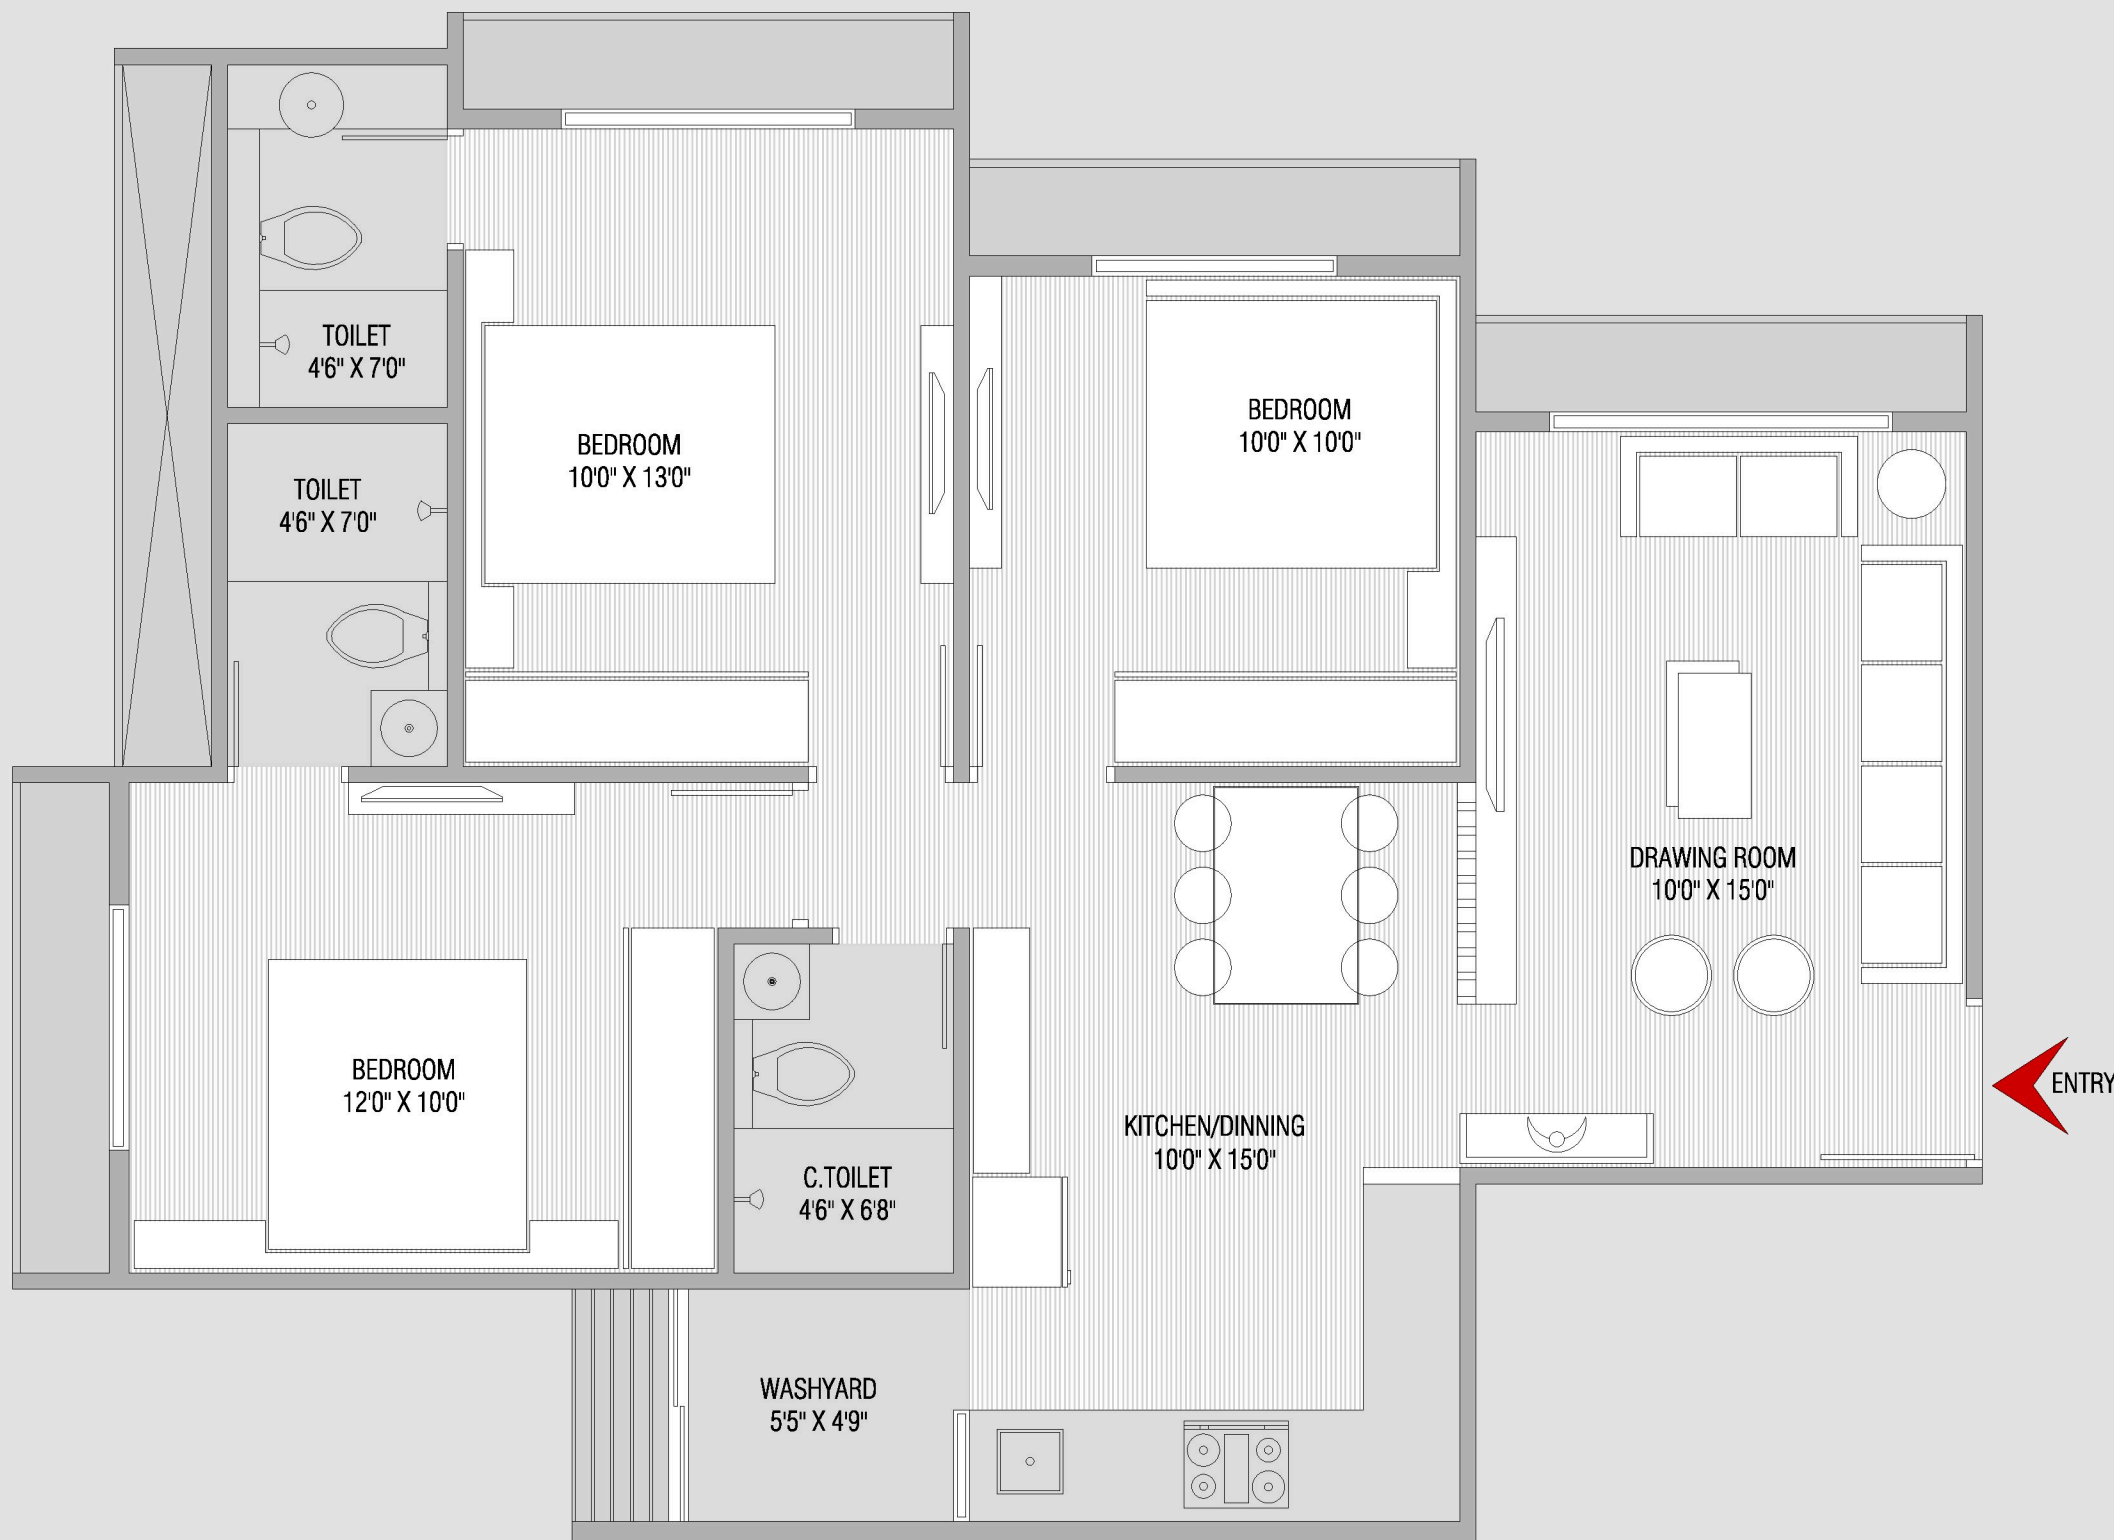 TOILET
4'6" X 7'0"
TOILET
4'6" X 7'0"
BEDROOM
10'0" X 13'0"
BEDROOM
10'0" X 10'0"
DRAWING ROOM
10'0" X 15'0"
BEDROOM
12'0" X 10'0"
C.TOILET
4'6" X 6'8"
KITCHEN/DINNING
10'0" X 15'0"
ENTRY
WASHYARD
5'5" X 4'9"